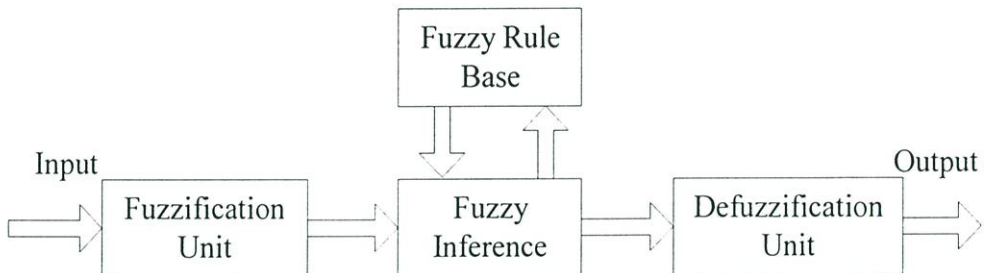 Fuzzy Rule
Base
Input
Fuzzification
Unit
Fuzzy
Inference
Defuzzification
Unit
Output